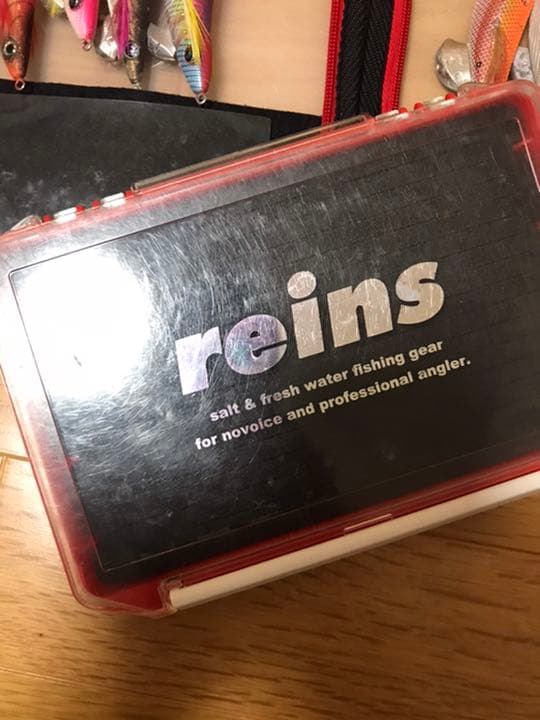 reins
salt & fresh water fishing gear
for novoice and professional angler.